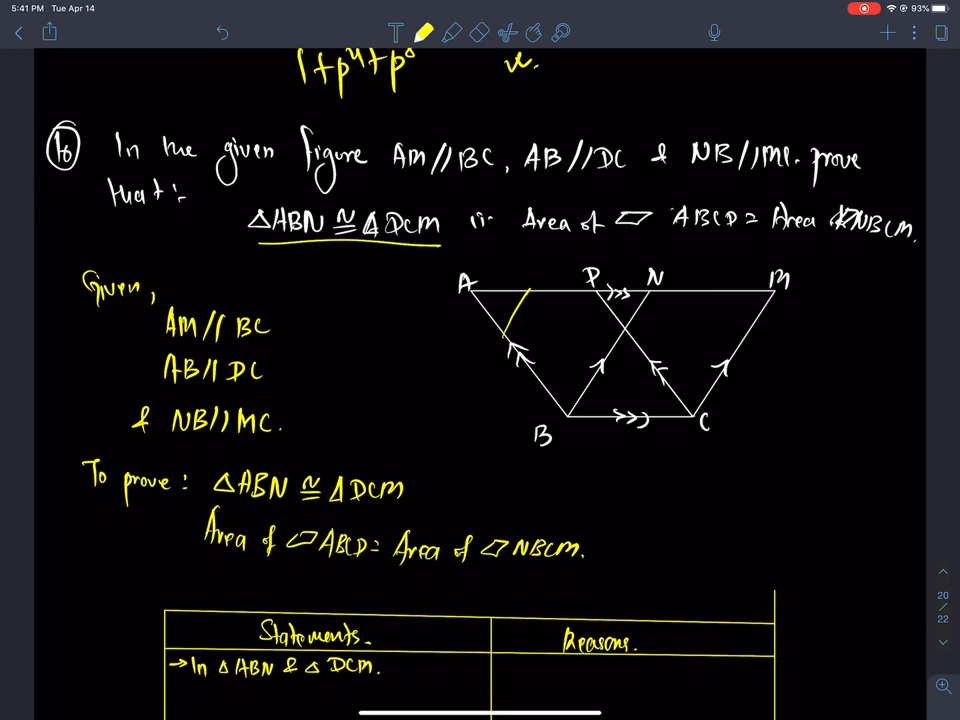 5:41 PM Tue Apr 14
93%
1+p⁴+p⁸
10 In the given figure AM//BC, AB//DC & NB//MC. prove
that:-
△ABN ≅ △DCM ii. Area of ▱ ABCD = Area ▱NBCM.
Given,
AM// BC
AB// DC
& NB// MC.
A D N M
B C
To prove: △ABN ≅ △DCM
Area of ▱ABCD = Area of ▱NBCM.
Statements. Reasons.
→ In △ABN & △ DCM.
20
/
22